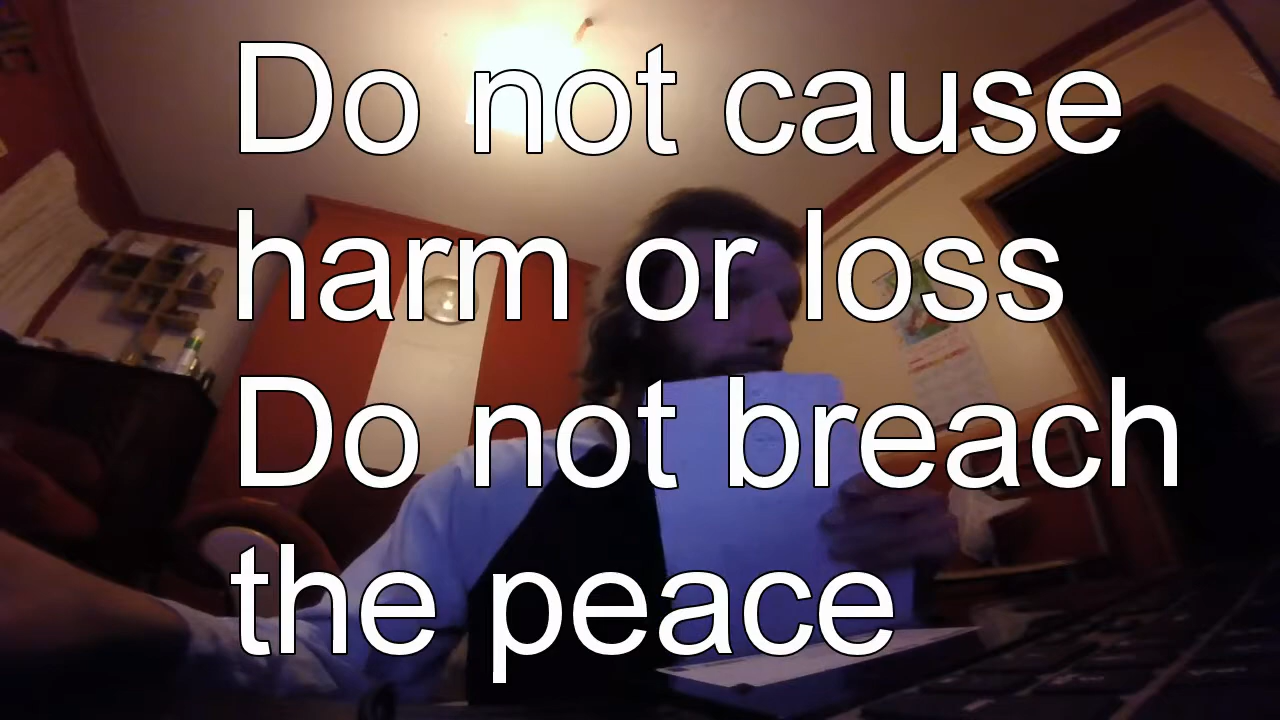 Do not cause
harm or loss
Do not breach
the peace